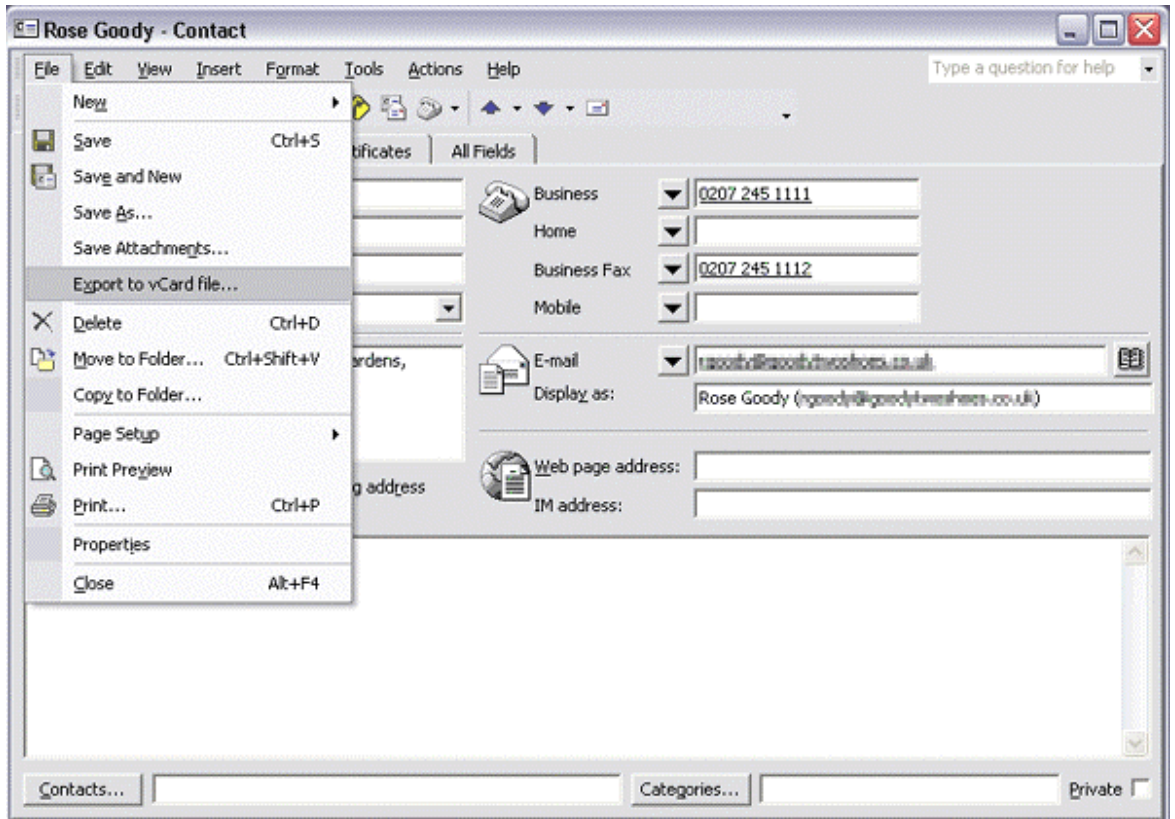 Rose Goody - Contact
File Edit View Insert Format Tools Actions Help Type a question for help
New
Save Ctrl+S
Save and New
Save As...
Save Attachments...
Export to vCard file...
Delete Ctrl+D
Move to Folder... Ctrl+Shift+V
Copy to Folder...
Page Setup
Print Preview
Print... Ctrl+P
Properties
Close Alt+F4
tificates All Fields
Business 0207 245 1111
Home
Business Fax 0207 245 1112
Mobile
ardens,
E-mail
Display as: Rose Goody (
g address
Web page address:
IM address:
Contacts... Categories... Private